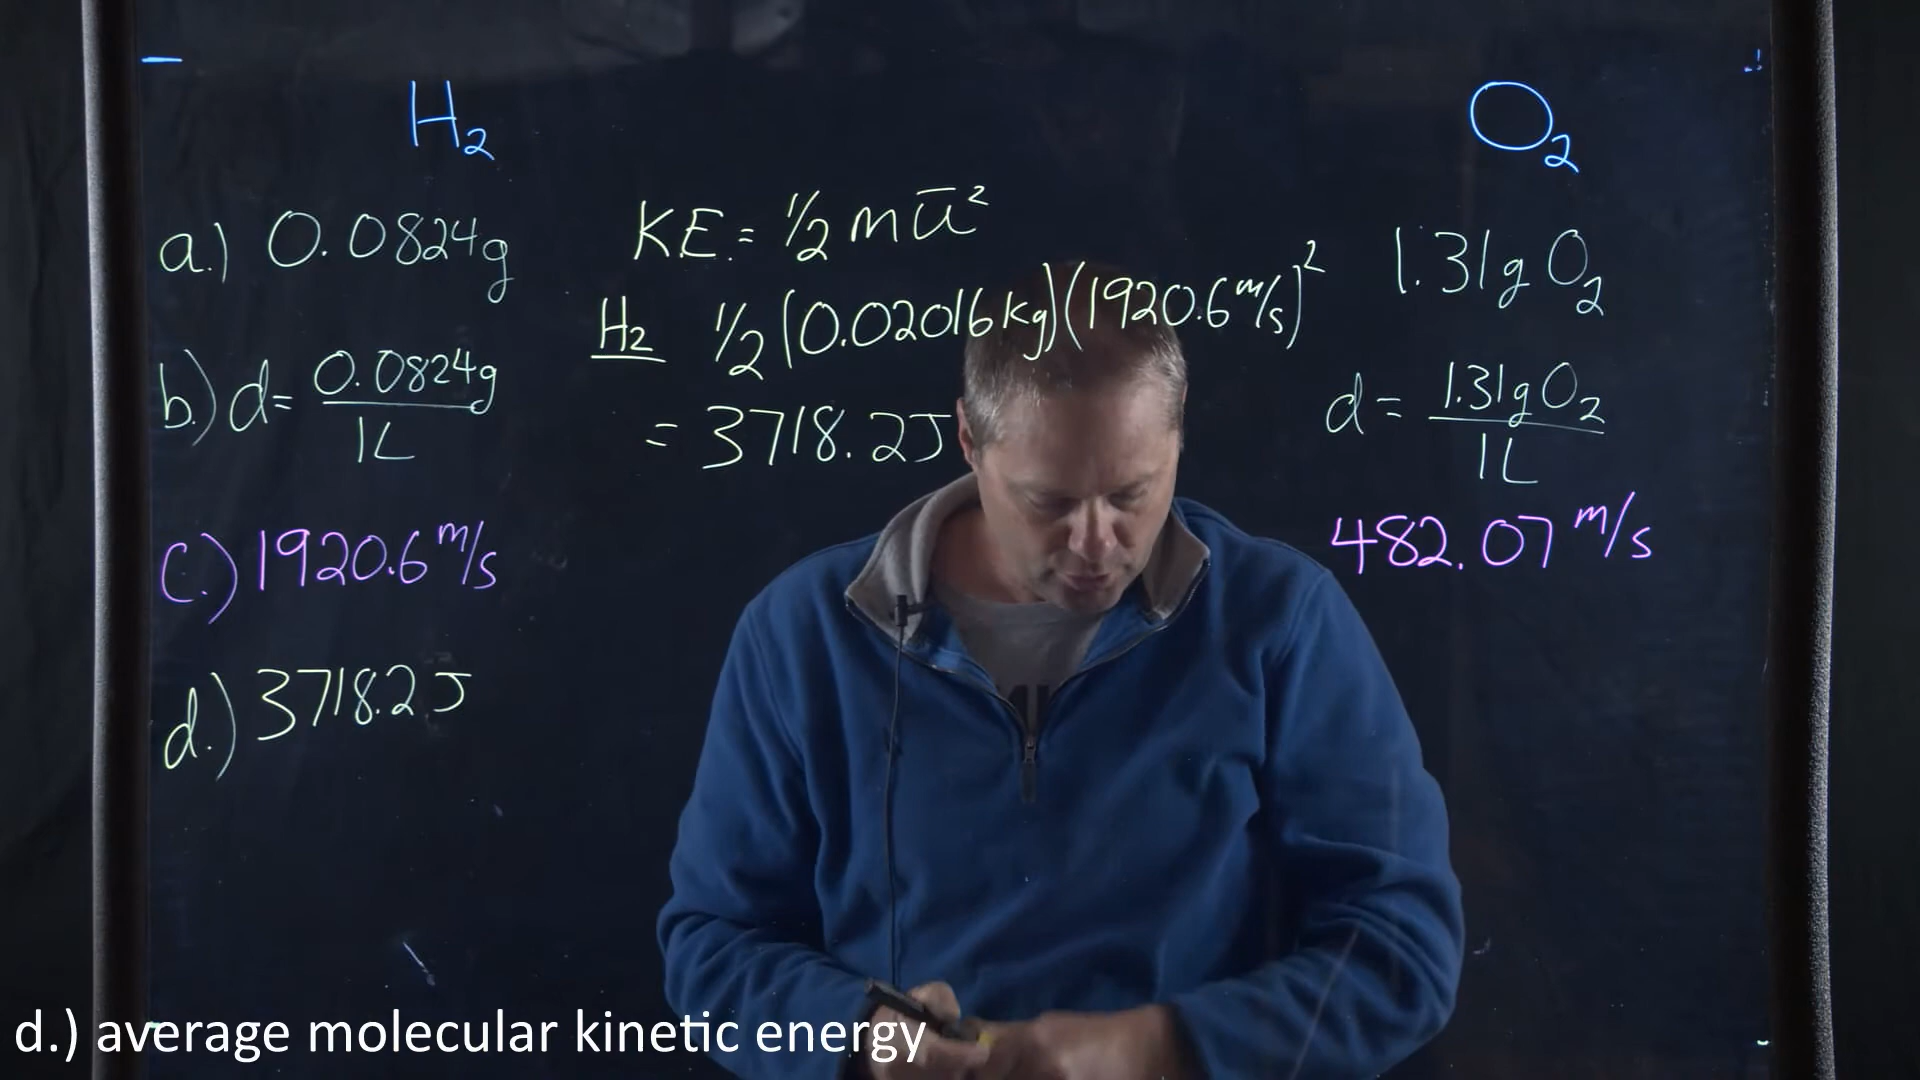 H₂
O₂
a.) 0.0824g
KE = ½ m ū²
1.31g O₂
H₂ ½ (0.02016 kg)(1920.6 m/s)²
b.) d = 0.0824g / 1L
= 3718.2J
d = 1.31g O₂ / 1L
c.) 1920.6 m/s
482.07 m/s
d.) 3718.2 J
d.) average molecular kinetic energy